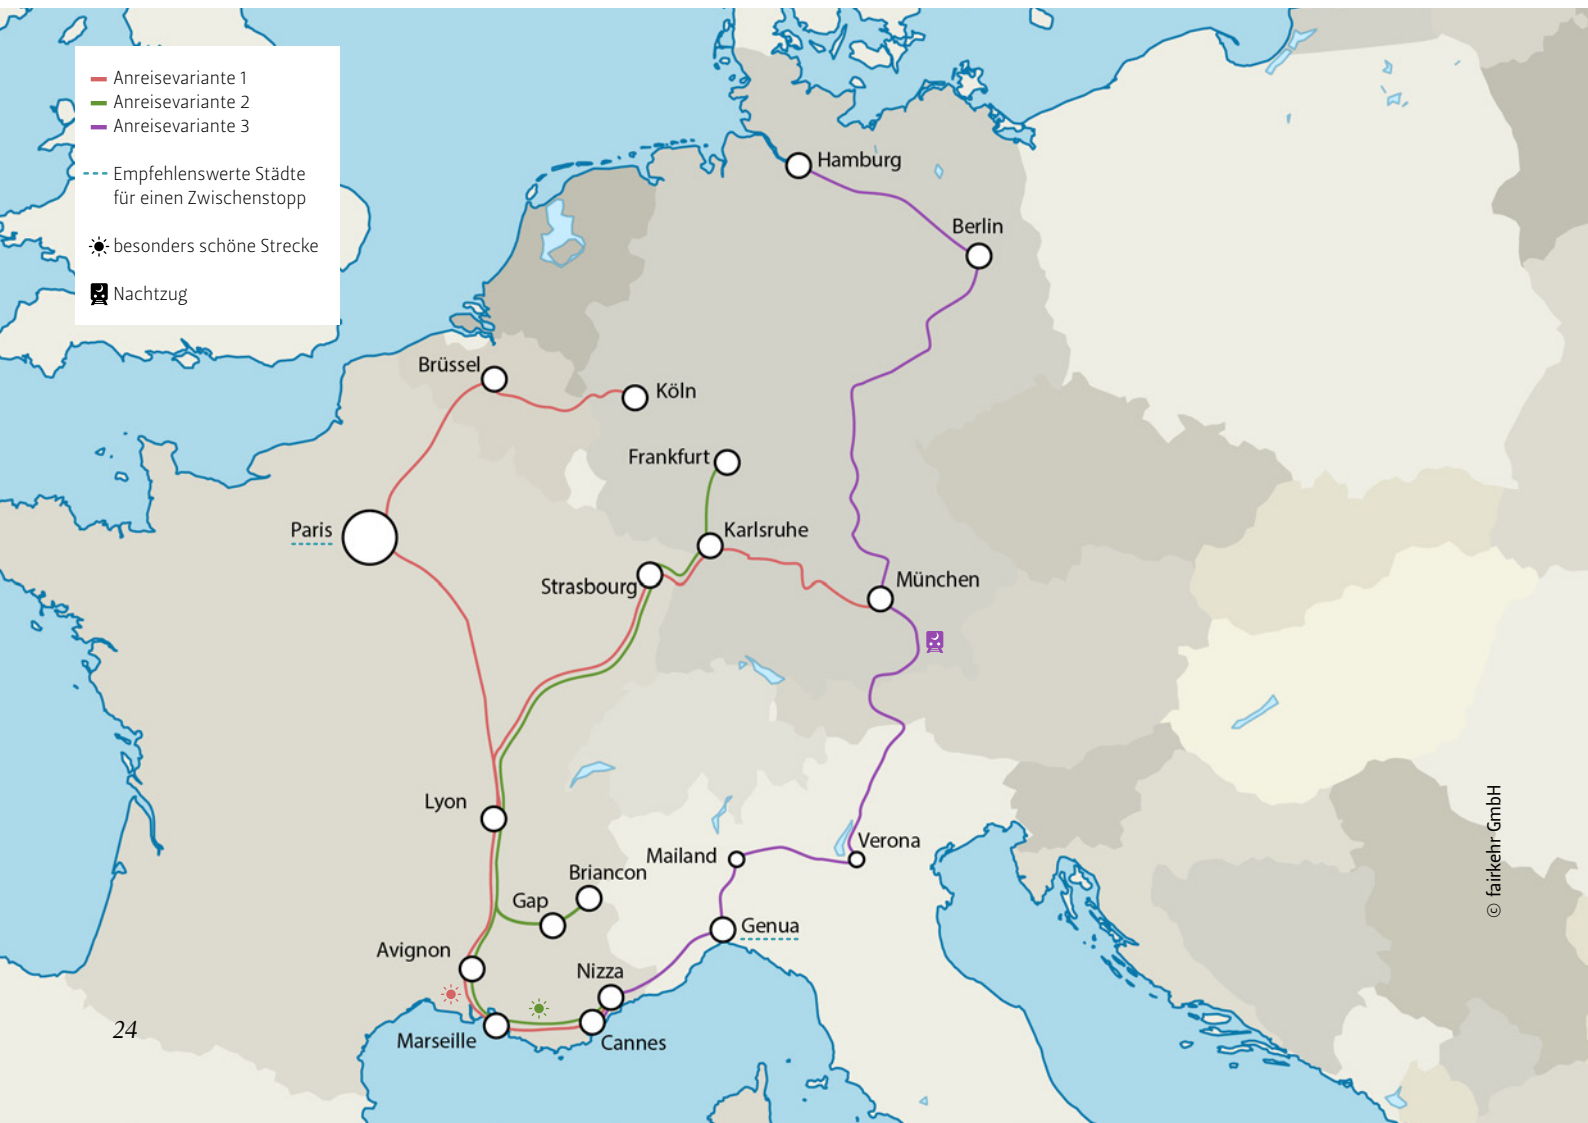 Anreisevariante 1
Anreisevariante 2
Anreisevariante 3
Empfehlenswerte Städte
für einen Zwischenstopp
besonders schöne Strecke
Nachtzug
Hamburg
Berlin
Brüssel
Köln
Frankfurt
Paris
Karlsruhe
Strasbourg
München
Lyon
Mailand
Verona
Briancon
Gap
Genua
Avignon
Nizza
Marseille
Cannes
24
© fairkehr GmbH